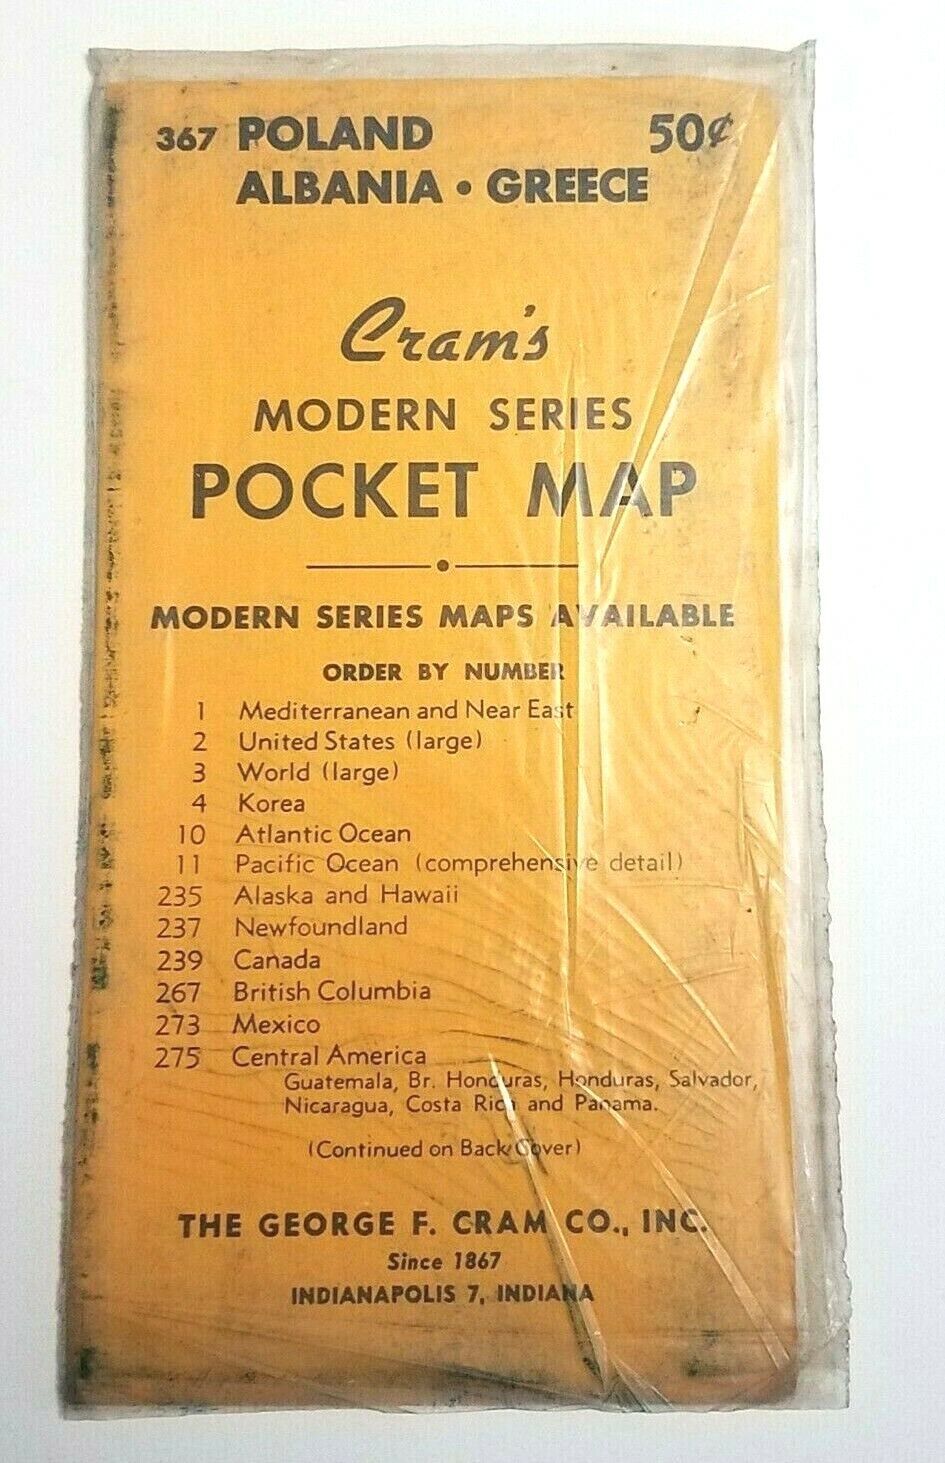 367 POLAND 50¢
ALBANIA • GREECE
Cram's
MODERN SERIES
POCKET MAP
MODERN SERIES MAPS AVAILABLE
ORDER BY NUMBER
1 Mediterranean and Near East
2 United States (large)
3 World (large)
4 Korea
10 Atlantic Ocean
11 Pacific Ocean (comprehensive detail)
235 Alaska and Hawaii
237 Newfoundland
239 Canada
267 British Columbia
273 Mexico
275 Central America
Guatemala, Br. Honduras, Honduras, Salvador,
Nicaragua, Costa Rica and Panama.
(Continued on Back Cover)
THE GEORGE F. CRAM CO., INC.
Since 1867
INDIANAPOLIS 7, INDIANA